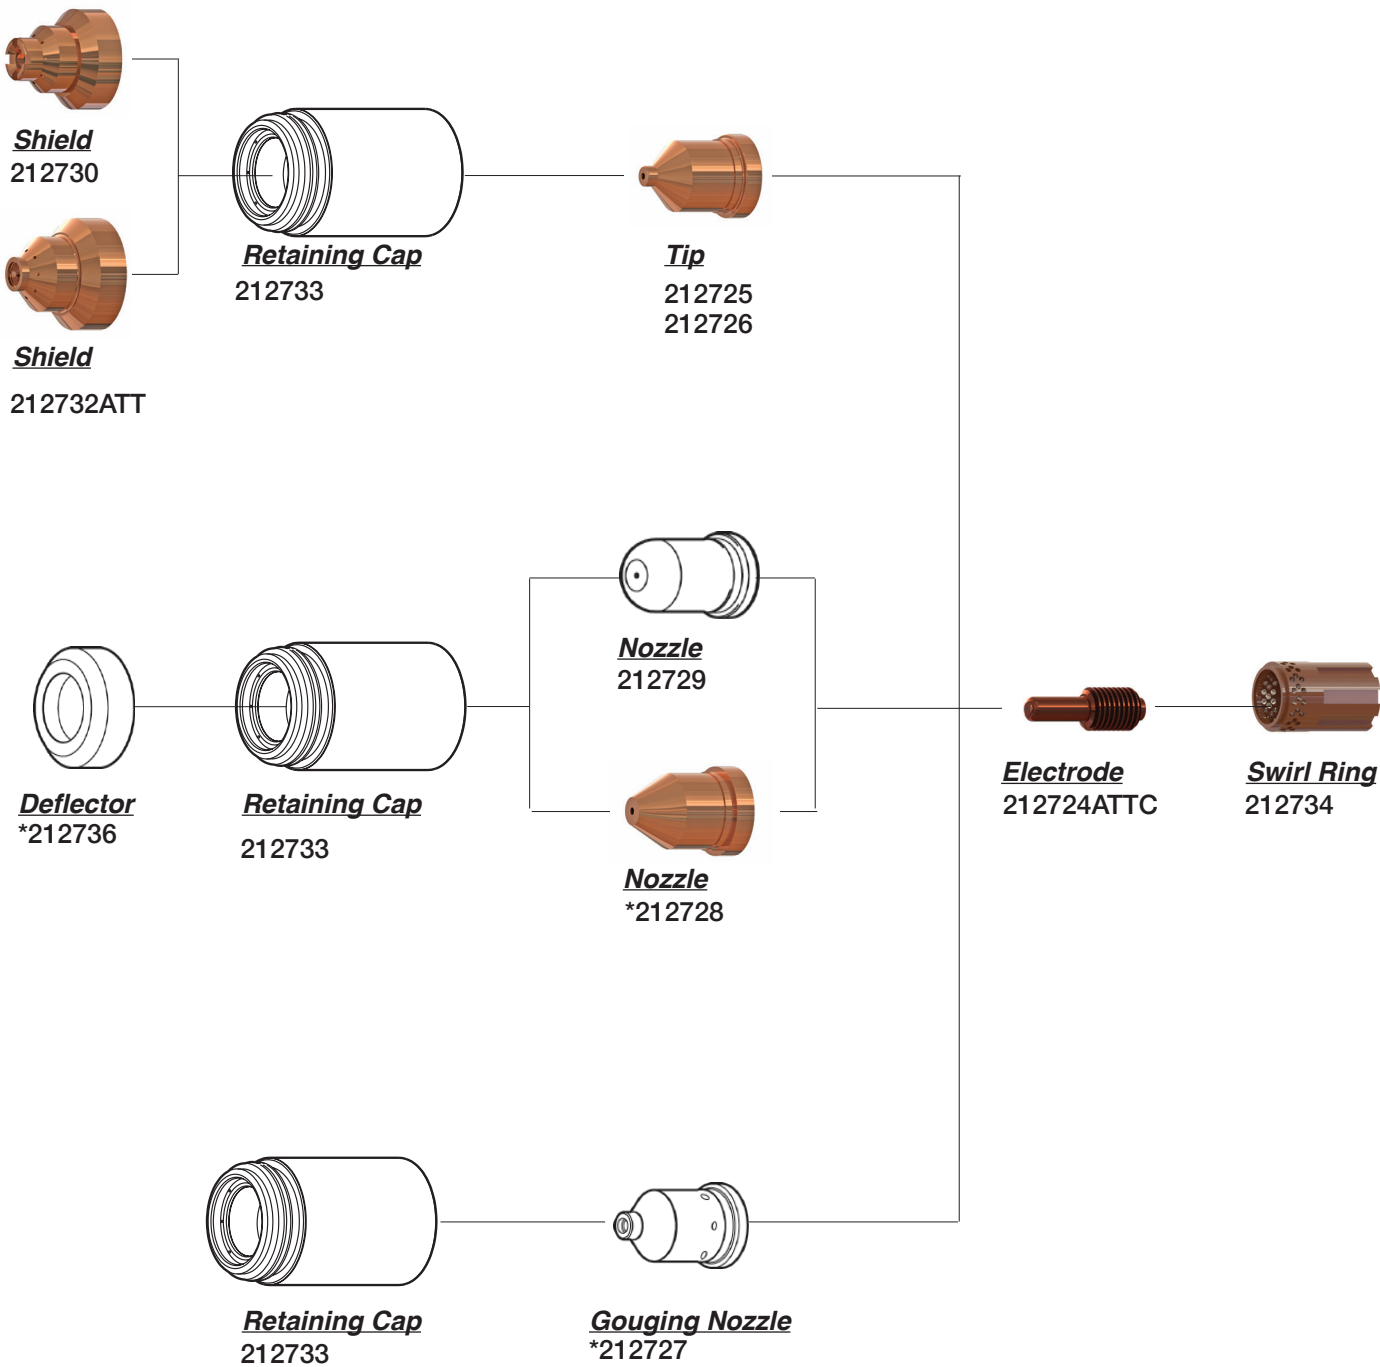 Shield
212730
Retaining Cap
212733
Tip
212725
212726
Shield
212732ATT
Nozzle
212729
Deflector
*212736
Retaining Cap
212733
Nozzle
*212728
Electrode
212724ATTC
Swirl Ring
212734
Retaining Cap
212733
Gouging Nozzle
*212727